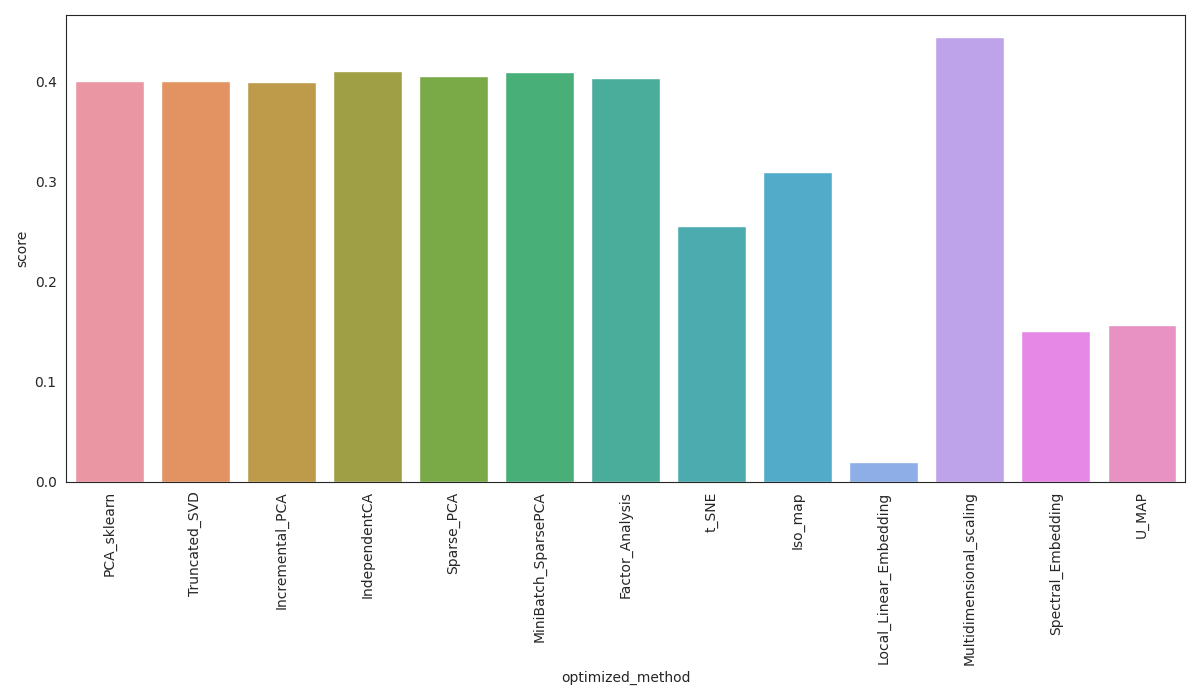 0.4
0.3
0.2
0.1
0.0
score
PCA_sklearn
Truncated_SVD
Incremental_PCA
IndependentCA
Sparse_PCA
MiniBatch_SparsePCA
Factor_Analysis
t_SNE
Iso_map
Local_Linear_Embedding
Multidimensional_scaling
Spectral_Embedding
U_MAP
optimized_method